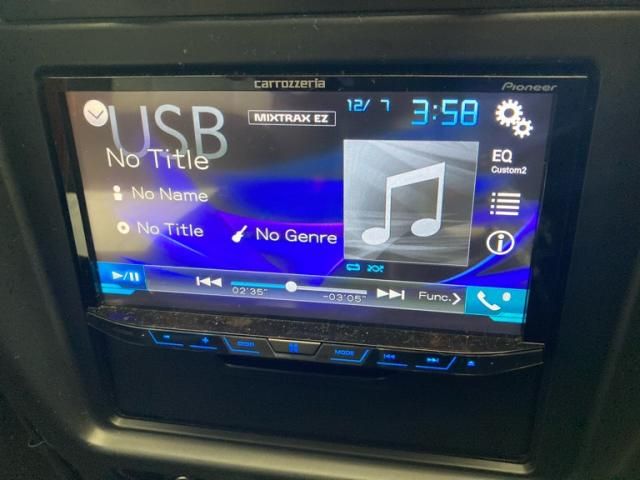 carrozzeria
Pioneer
USB
MIXTRAX EZ
12/ 7
3:58
No Title
EQ
Custom2
No Name
No Title
No Genre
02'35"
-03'05"
Func.
MODE